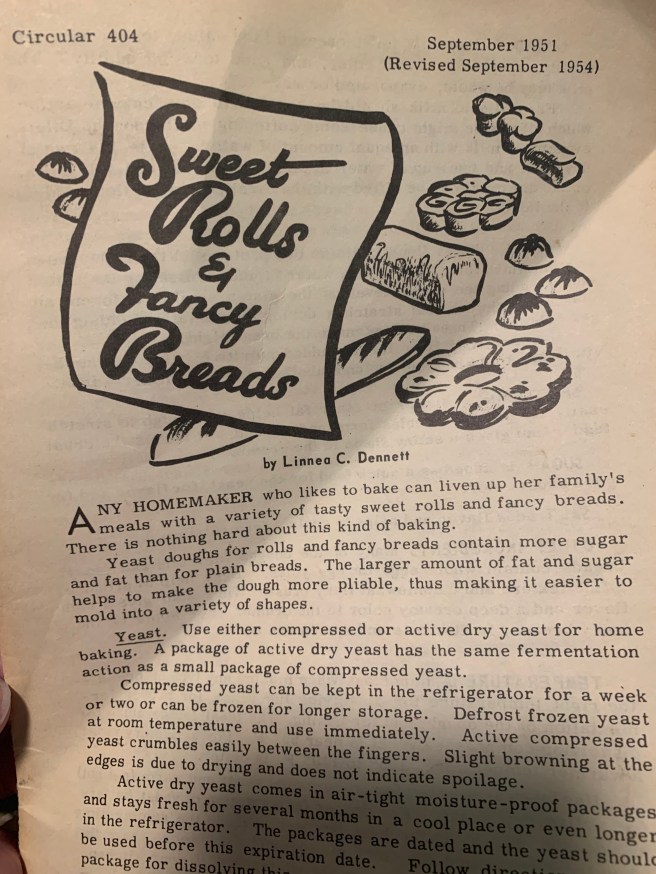 Circular 404
September 1951
(Revised September 1954)
Sweet
Rolls
&
Fancy
Breads
by Linnea C. Dennett
ANY HOMEMAKER who likes to bake can liven up her family's
meals with a variety of tasty sweet rolls and fancy breads.
There is nothing hard about this kind of baking.
Yeast doughs for rolls and fancy breads contain more sugar
and fat than for plain breads. The larger amount of fat and sugar
helps to make the dough more pliable, thus making it easier to
mold into a variety of shapes.
Yeast. Use either compressed or active dry yeast for home
baking. A package of active dry yeast has the same fermentation
action as a small package of compressed yeast.
Compressed yeast can be kept in the refrigerator for a week
or two or can be frozen for longer storage. Defrost frozen yeast
at room temperature and use immediately. Active compressed
yeast crumbles easily between the fingers. Slight browning at the
edges is due to drying and does not indicate spoilage.
Active dry yeast comes in air-tight moisture-proof packages
and stays fresh for several months in a cool place or even longer
in the refrigerator. The packages are dated and the yeast should
be used before this expiration date. Follow
package for dissolving this